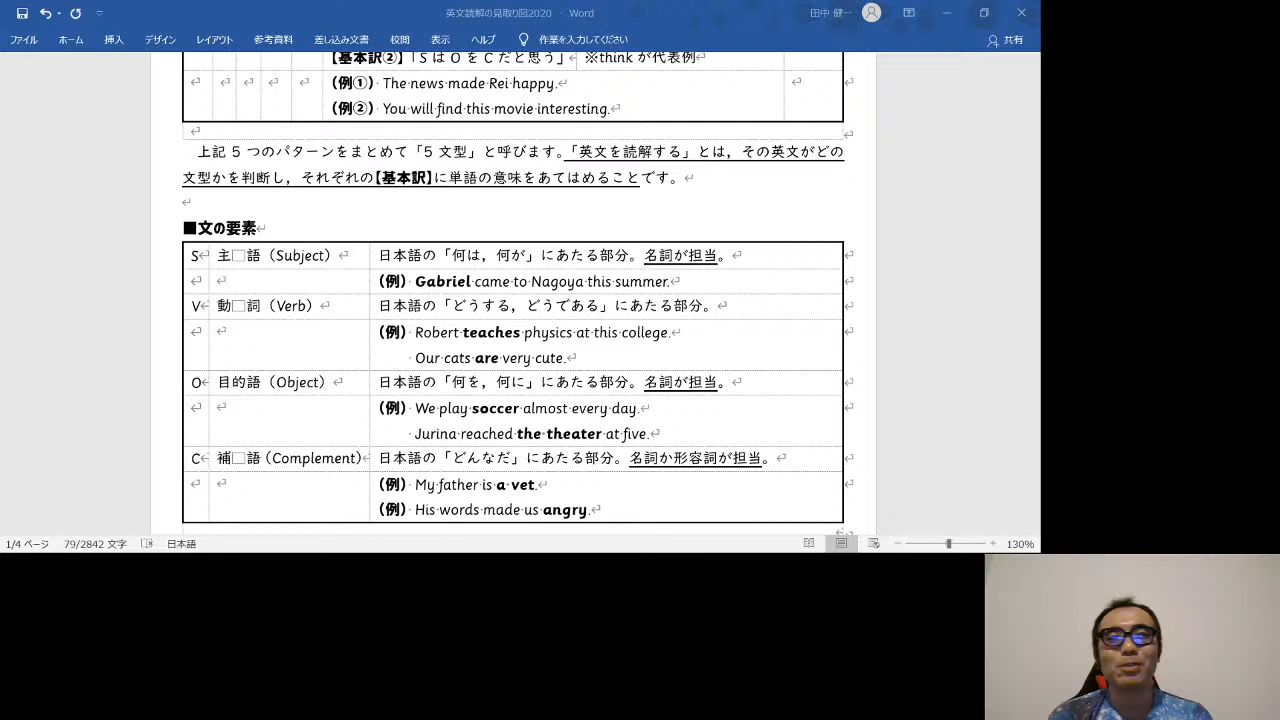 英文読解の見取り図2020 - Word
田中 健一
ファイル ホーム 挿入 デザイン レイアウト 参考資料 差し込み文書 校閲 表示 ヘルプ 作業を入力してください 共有
【基本訳②】「S は O を C だと思う」 ※think が代表例
(例①) The news made Rei happy.
(例②) You will find this movie interesting.
上記 5 つのパターンをまとめて「5 文型」と呼びます。「英文を読解する」とは，その英文がどの
文型かを判断し，それぞれの【基本訳】に単語の意味をあてはめることです。
■文の要素
S 主□語（Subject） 日本語の「何は，何が」にあたる部分。名詞が担当。
(例) Gabriel came to Nagoya this summer.
V 動□詞（Verb） 日本語の「どうする，どうである」にあたる部分。
(例) Robert teaches physics at this college.
Our cats are very cute.
O 目的語（Object） 日本語の「何を，何に」にあたる部分。名詞が担当。
(例) We play soccer almost every day.
Jurina reached the theater at five.
C 補□語 (Complement) 日本語の「どんなだ」にあたる部分。名詞か形容詞が担当。
(例) My father is a vet.
(例) His words made us angry.
1/4 ページ 79/2842 文字 日本語 130%